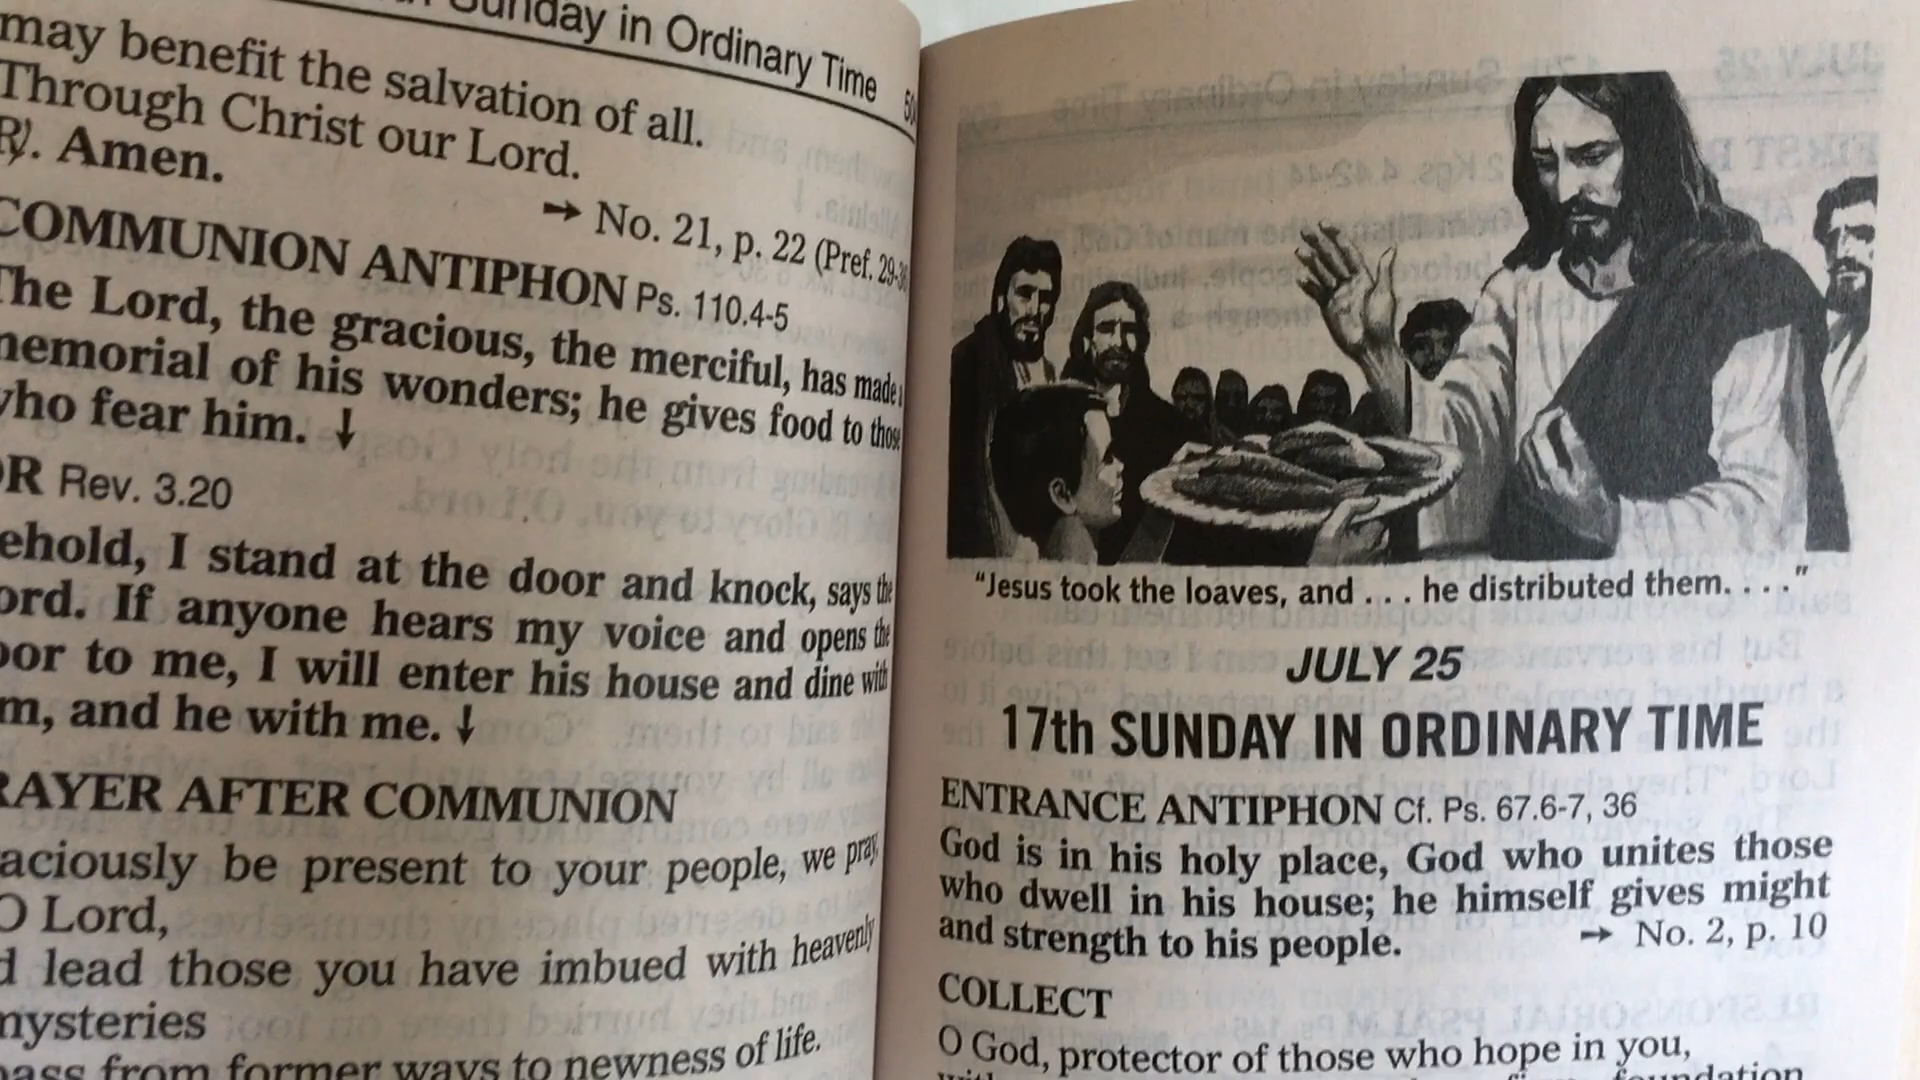 Sunday in Ordinary Time
may benefit the salvation of all.
Through Christ our Lord.
℟. Amen.
→ No. 21, p. 22 (Pref. 29-
COMMUNION ANTIPHON Ps. 110.4-5
The Lord, the gracious, the merciful, has made
memorial of his wonders; he gives food to those
who fear him. ↓
OR Rev. 3.20
ehold, I stand at the door and knock, says the
ord. If anyone hears my voice and opens the
oor to me, I will enter his house and dine with
m, and he with me. ↓
RAYER AFTER COMMUNION
aciously be present to your people, we pray,
O Lord,
d lead those you have imbued with heavenly
mysteries
pass from former ways to newness of life.
"Jesus took the loaves, and . . . he distributed them. . . ."
JULY 25
17th SUNDAY IN ORDINARY TIME
ENTRANCE ANTIPHON Cf. Ps. 67.6-7, 36
God is in his holy place, God who unites those
who dwell in his house; he himself gives might
and strength to his people. → No. 2, p. 10
COLLECT
O God, protector of those who hope in you,
foundation